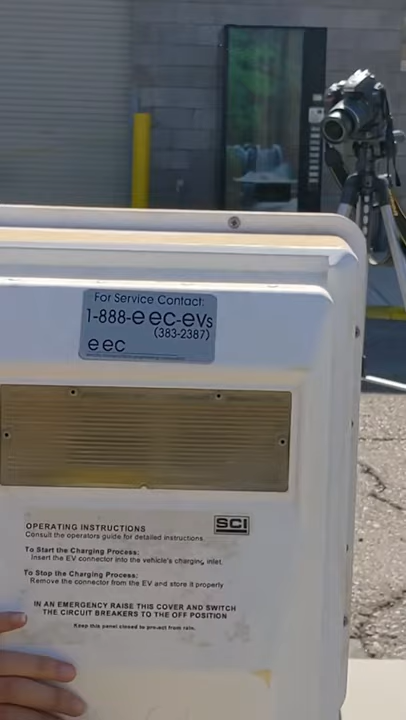 For Service Contact:
1-888-eec-eVs
(383-2387)
eec
SCI
OPERATING INSTRUCTIONS
Consult the operators guide for detailed instructions.
To Start the Charging Process:
Insert the EV connector into the vehicle's charging inlet.
To Stop the Charging Process:
Remove the connector from the EV and store it properly
IN AN EMERGENCY RAISE THIS COVER AND SWITCH
THE CIRCUIT BREAKERS TO THE OFF POSITION
Keep this panel closed to protect from rain.